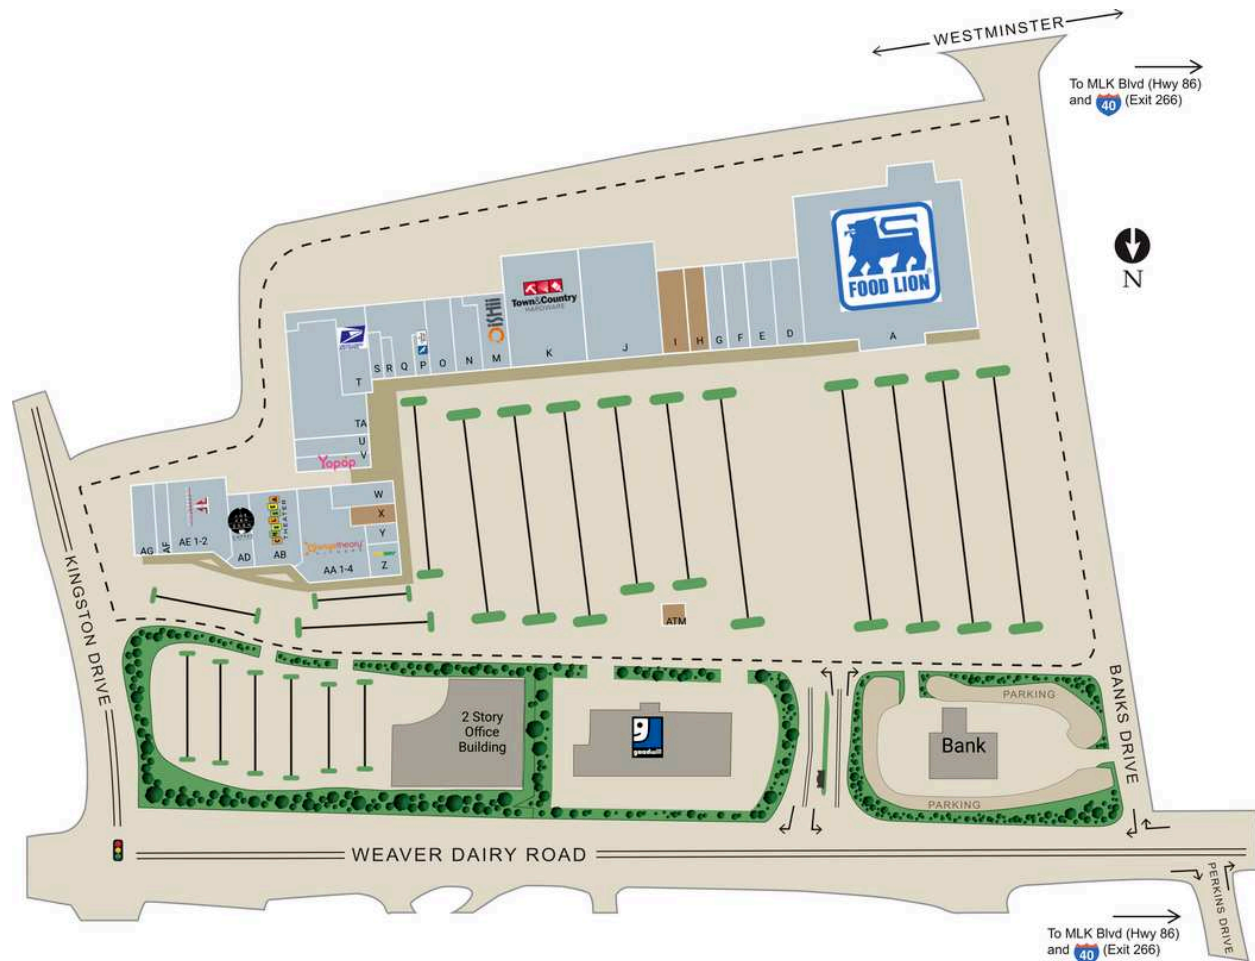 WESTMINSTER
To MLK Blvd (Hwy 86)
and 40 (Exit 266)
N
FOOD LION
A
D
E
F
G
H
I
J
Town&Country
HARDWARE
K
OiSHii
M
N
O
P
Q
R
S
T
TA
U
V
Yopop
W
X
Y
Z
AA 1-4
CHELSEA
THEATER
AB
AD
AE 1-2
AF
AG
ATM
KINGSTON DRIVE
BANKS DRIVE
2 Story
Office
Building
goodwill
Bank
PARKING
PARKING
WEAVER DAIRY ROAD
PERKINS DRIVE
To MLK Blvd (Hwy 86)
and 40 (Exit 266)